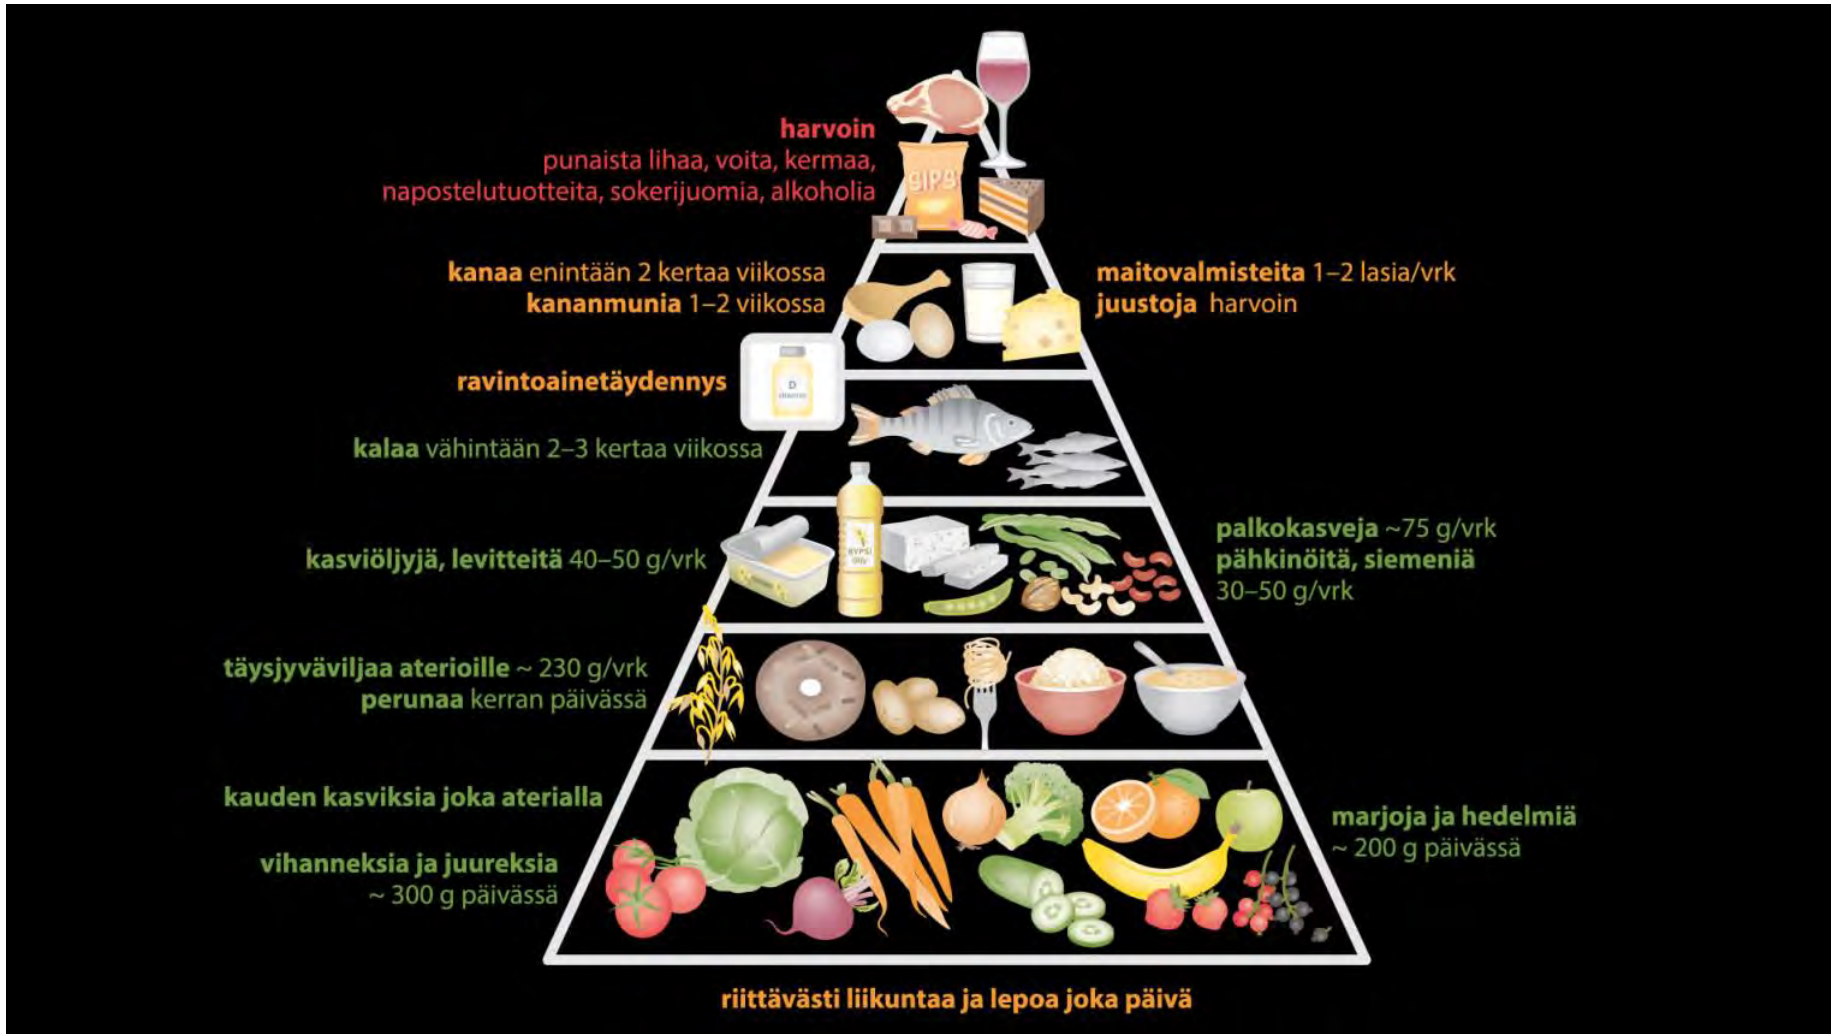 harvoin
punaista lihaa, voita, kermaa,
napostelutuotteita, sokerijuomia, alkoholia
SIPS
kanaa enintään 2 kertaa viikossa
kananmunia 1–2 viikossa
maitovalmisteita 1–2 lasia/vrk
juustoja harvoin
ravintoainetäydennys
D
kalaa vähintään 2–3 kertaa viikossa
kasviöljyjä, levitteitä 40–50 g/vrk
RYPSI
ÖLJY
palkokasveja ~75 g/vrk
pähkinöitä, siemeniä
30–50 g/vrk
täysjyväviljaa aterioille ~ 230 g/vrk
perunaa kerran päivässä
kauden kasviksia joka aterialla
vihanneksia ja juureksia
~ 300 g päivässä
marjoja ja hedelmiä
~ 200 g päivässä
riittävästi liikuntaa ja lepoa joka päivä